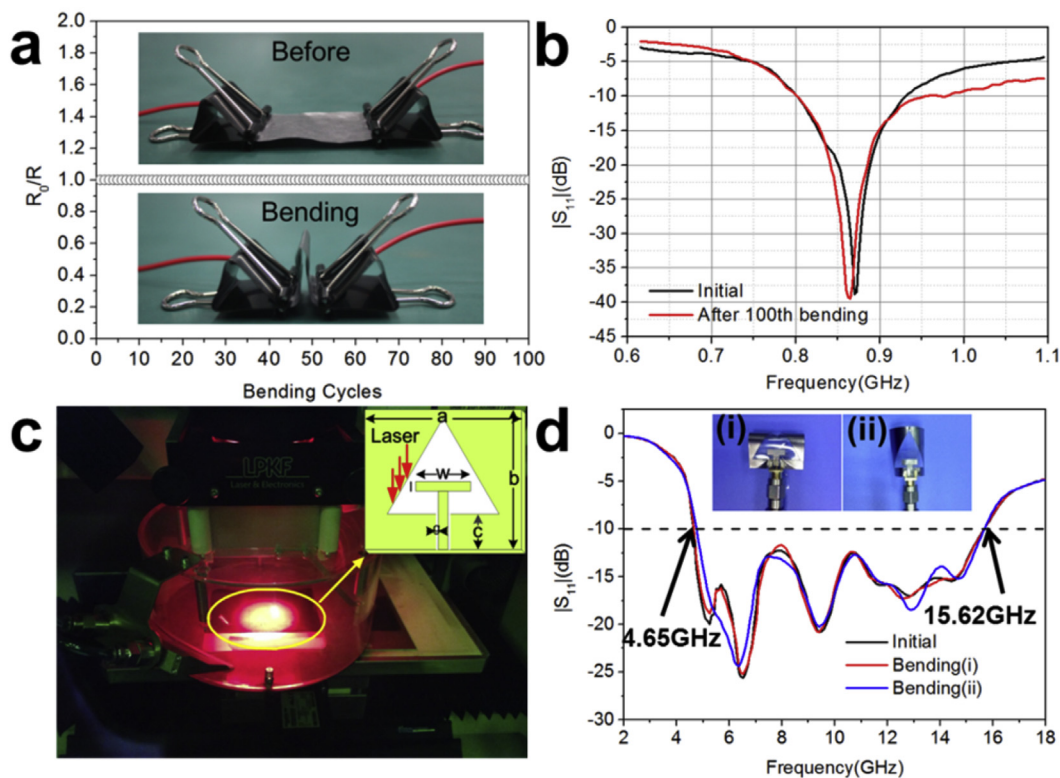 a
2.0
1.8
1.6
1.4
1.2
1.0
0.8
0.6
0.4
0.2
0.0
R0/R
Before
Bending
0 10 20 30 40 50 60 70 80 90 100
Bending Cycles
b
0
-5
-10
-15
-20
-25
-30
-35
-40
-45
|S11|(dB)
Initial
After 100th bending
0.6 0.7 0.8 0.9 1.0 1.1
Frequency(GHz)
c
LPKF
Laser & Electronics
a
Laser
W
l
b
g
c
d
0
-5
-10
-15
-20
-25
-30
|S11|(dB)
(i)
(ii)
4.65GHz
15.62GHz
Initial
Bending(i)
Bending(ii)
2 4 6 8 10 12 14 16 18
Frequency(GHz)